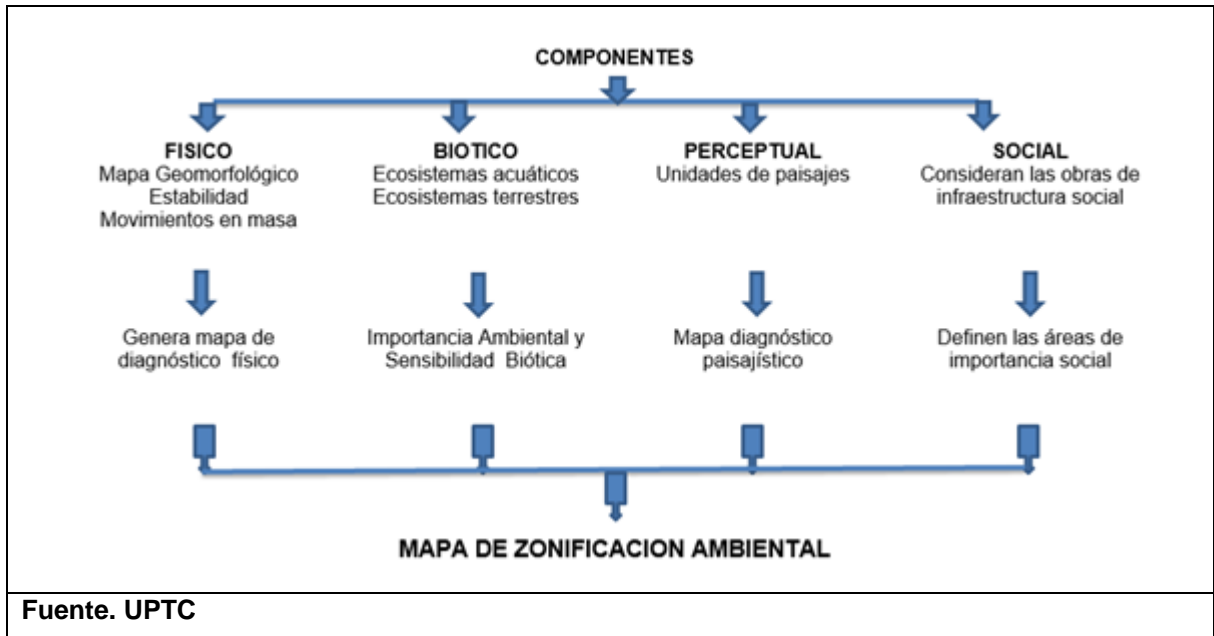 COMPONENTES
FISICO
Mapa Geomorfológico
Estabilidad
Movimientos en masa
BIOTICO
Ecosistemas acuáticos
Ecosistemas terrestres
PERCEPTUAL
Unidades de paisajes
SOCIAL
Consideran las obras de
infraestructura social
Genera mapa de
diagnóstico físico
Importancia Ambiental y
Sensibilidad Biótica
Mapa diagnóstico
paisajístico
Definen las áreas de
importancia social
MAPA DE ZONIFICACION AMBIENTAL
Fuente. UPTC